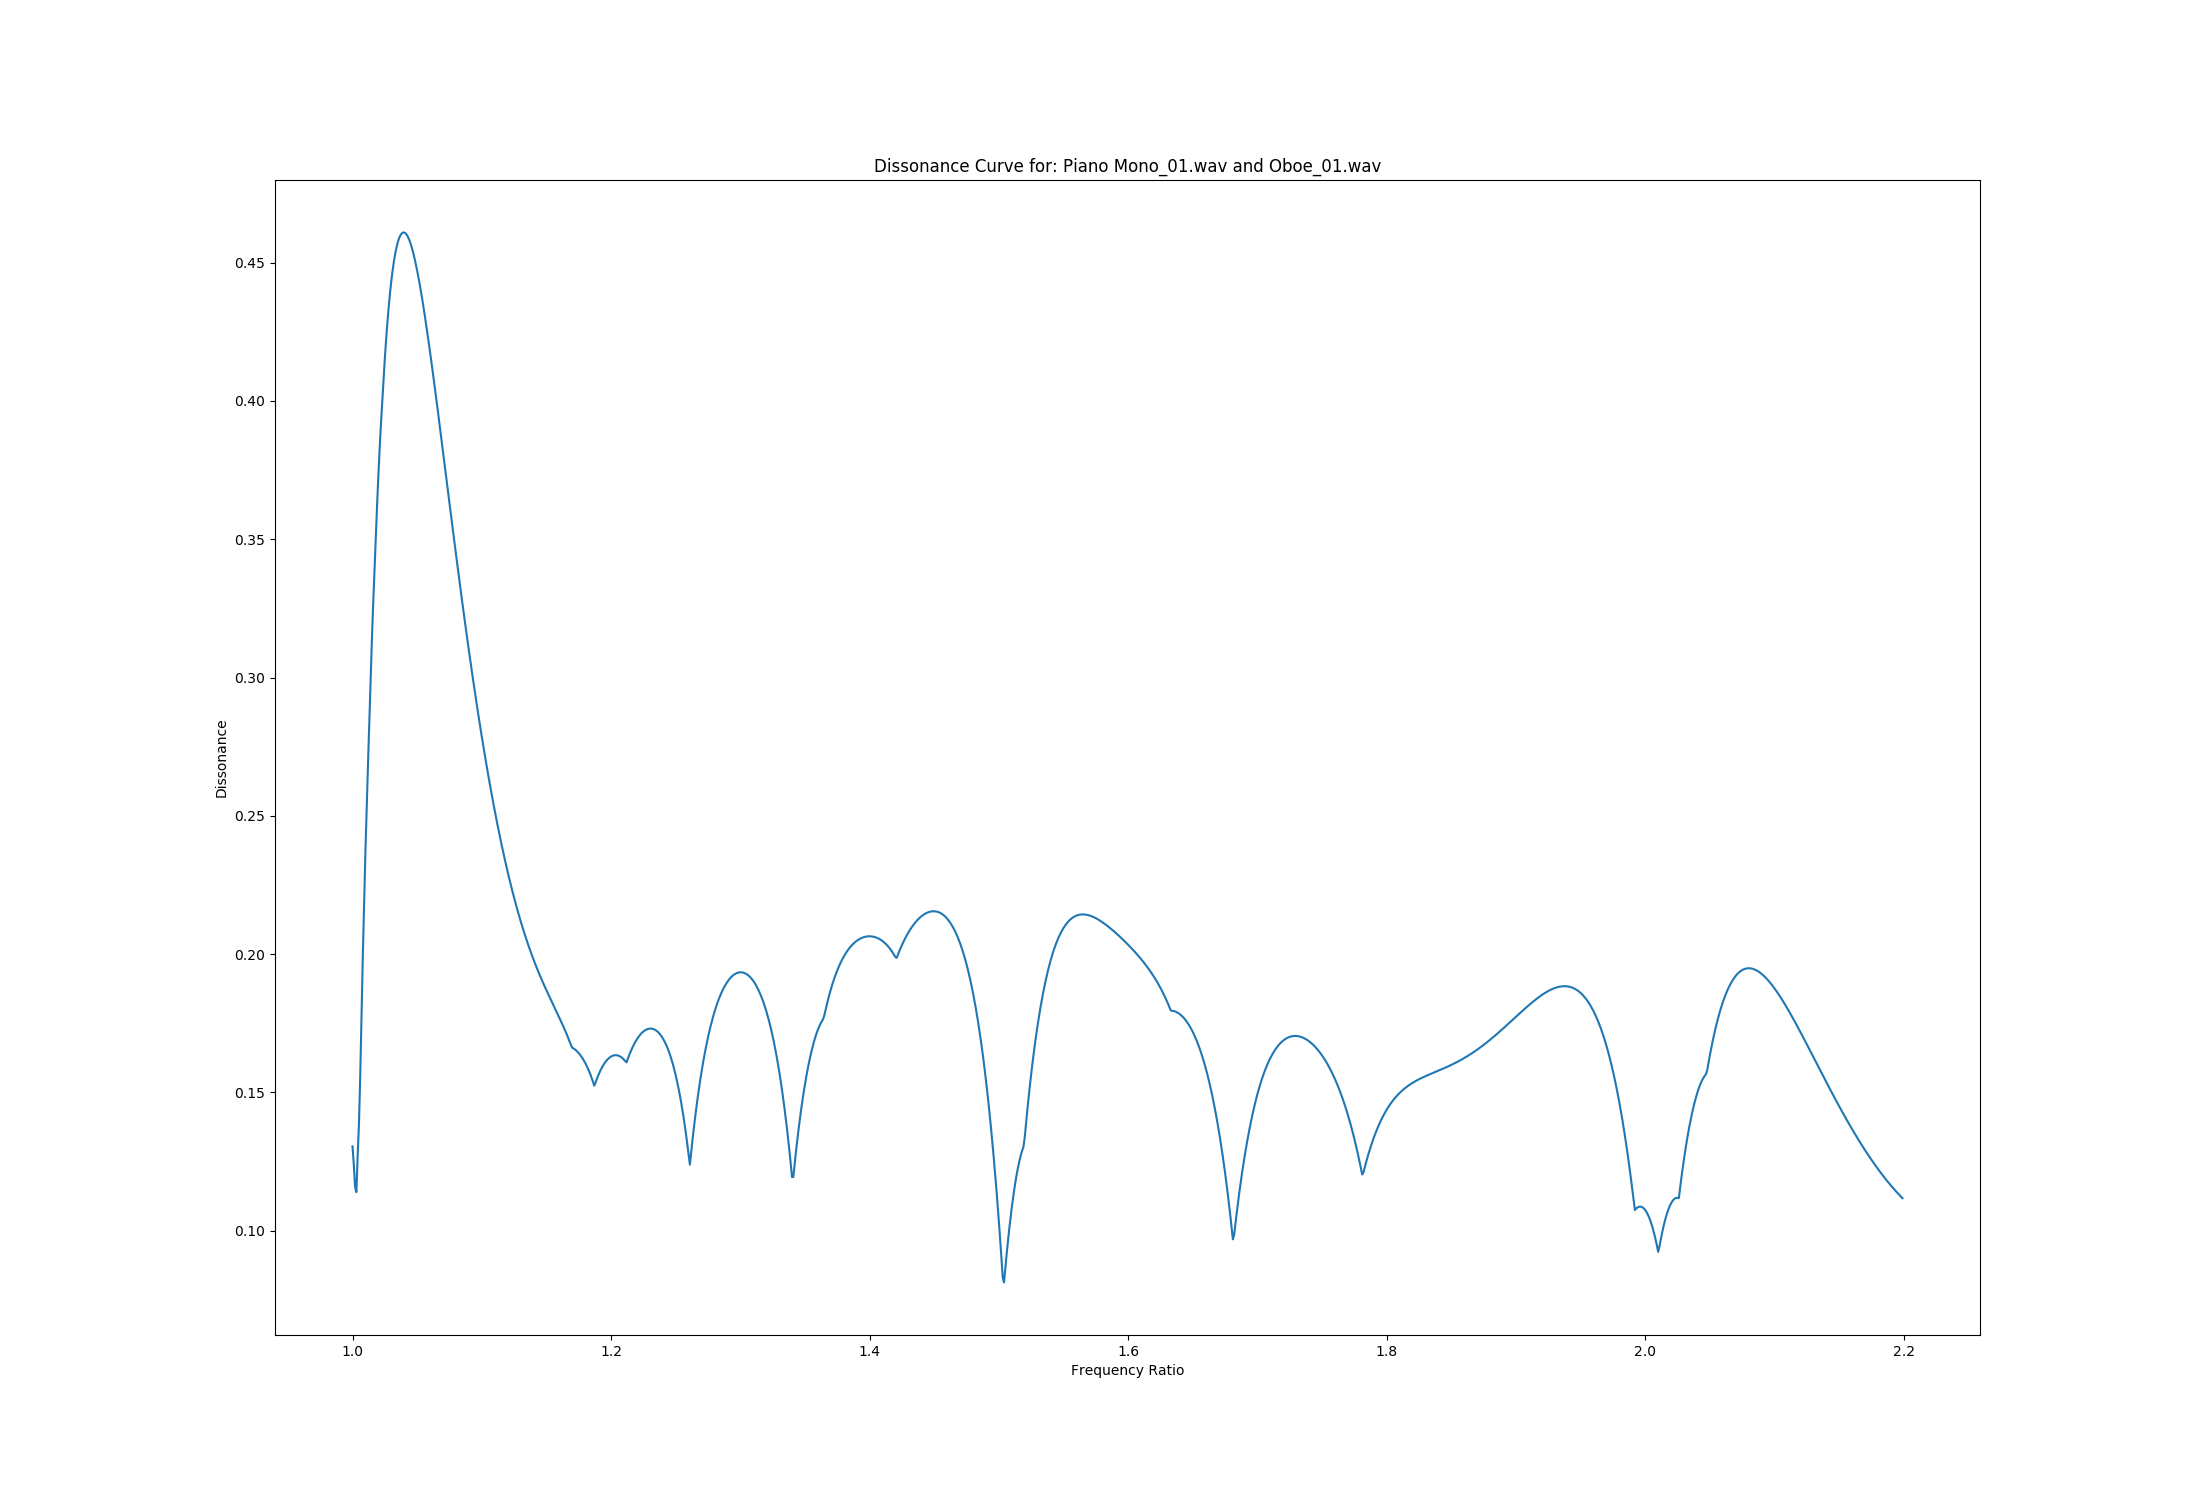 Dissonance Curve for: Piano Mono_01.wav and Oboe_01.wav
0.45
0.40
0.35
0.30
0.25
0.20
0.15
0.10
Dissonance
1.0 1.2 1.4 1.6 1.8 2.0 2.2
Frequency Ratio